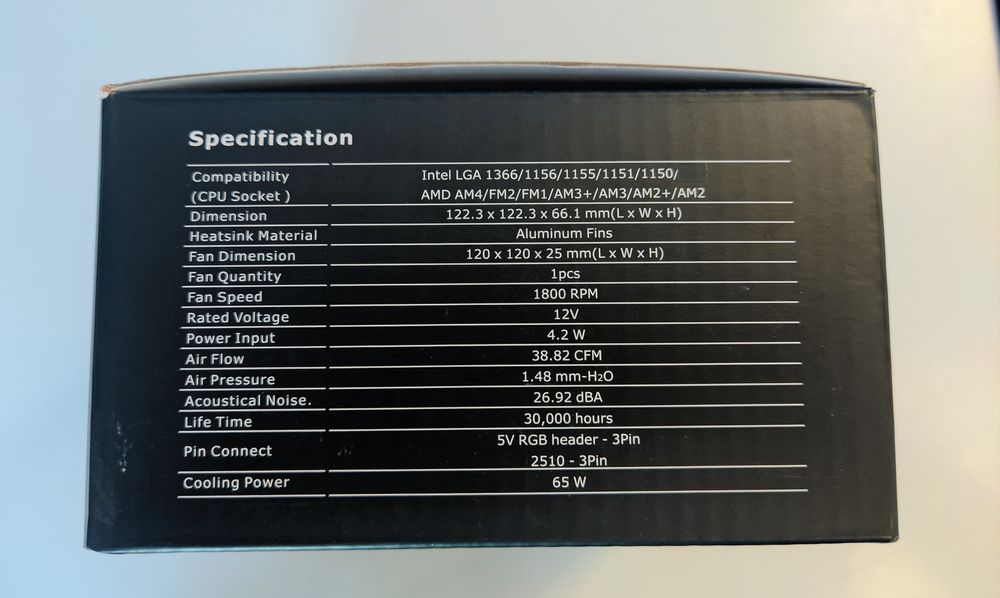 Specification
Compatibility Intel LGA 1366/1156/1155/1151/1150/
(CPU Socket ) AMD AM4/FM2/FM1/AM3+/AM3/AM2+/AM2
Dimension 122.3 x 122.3 x 66.1 mm(L x W x H)
Heatsink Material Aluminum Fins
Fan Dimension 120 x 120 x 25 mm(L x W x H)
Fan Quantity 1pcs
Fan Speed 1800 RPM
Rated Voltage 12V
Power Input 4.2 W
Air Flow 38.82 CFM
Air Pressure 1.48 mm-H₂O
Acoustical Noise. 26.92 dBA
Life Time 30,000 hours
Pin Connect 5V RGB header - 3Pin
2510 - 3Pin
Cooling Power 65 W